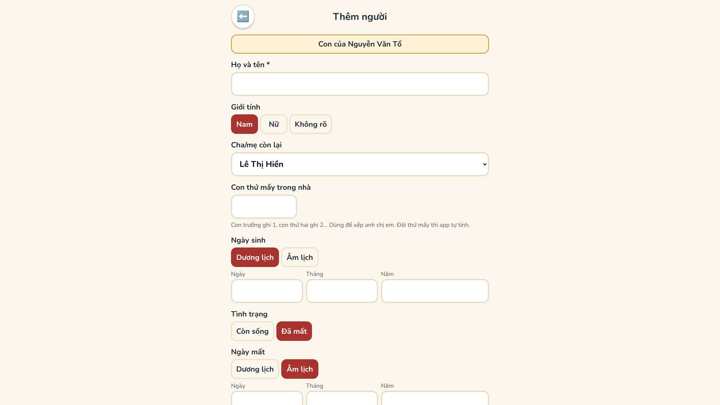 Thêm người
Con của Nguyễn Văn Tổ
Họ và tên *
Giới tính
Nam Nữ Không rõ
Cha/mẹ còn lại
Lê Thị Hiền
Con thứ mấy trong nhà
Con trưởng ghi 1, con thứ hai ghi 2... Dùng để xếp anh chị em. Đời thứ mấy thì app tự tính.
Ngày sinh
Dương lịch Âm lịch
Ngày Tháng Năm
Tình trạng
Còn sống Đã mất
Ngày mất
Dương lịch Âm lịch
Ngày Tháng Năm